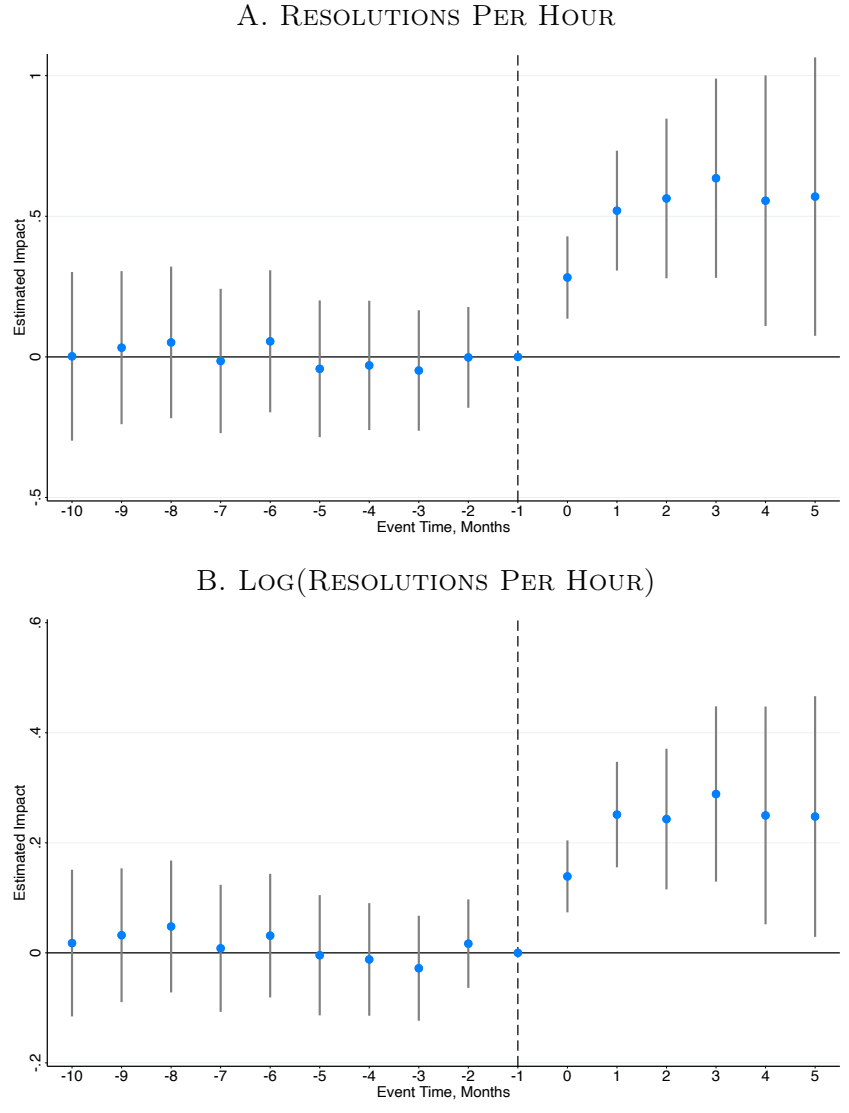 A. Resolutions Per Hour
1
.5
0
-.5
Estimated Impact
-10 -9 -8 -7 -6 -5 -4 -3 -2 -1 0 1 2 3 4 5
Event Time, Months
B. Log(Resolutions Per Hour)
.6
.4
.2
0
-.2
Estimated Impact
-10 -9 -8 -7 -6 -5 -4 -3 -2 -1 0 1 2 3 4 5
Event Time, Months